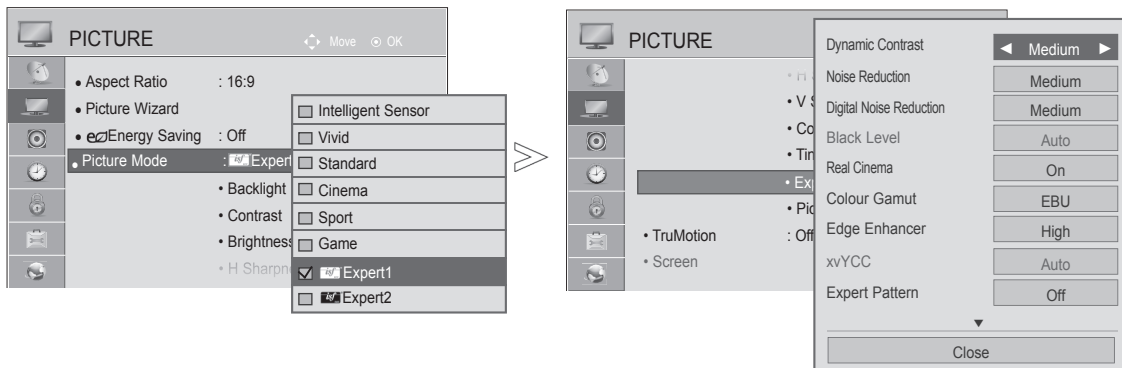 PICTURE
Move OK
• Aspect Ratio : 16:9
• Picture Wizard
• Energy Saving : Off
• Picture Mode : Expert
• Backlight
• Contrast
• Brightness
• H Sharpn
Intelligent Sensor
Vivid
Standard
Cinema
Sport
Game
Expert1
Expert2
PICTURE
• H S
• V S
• Co
• Tin
• Exp
• Pic
• TruMotion : Off
• Screen
Dynamic Contrast ◄ Medium ►
Noise Reduction Medium
Digital Noise Reduction Medium
Black Level Auto
Real Cinema On
Colour Gamut EBU
Edge Enhancer High
xvYCC Auto
Expert Pattern Off
▼
Close